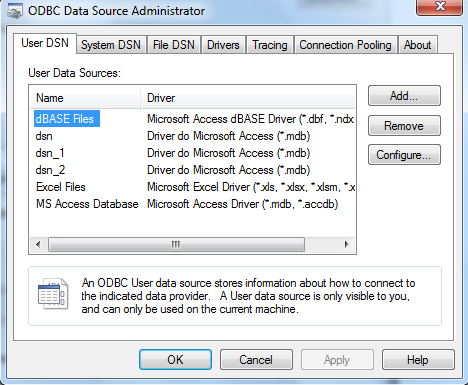 ODBC Data Source Administrator
User DSN System DSN File DSN Drivers Tracing Connection Pooling About
User Data Sources:
Name Driver
dBASE Files Microsoft Access dBASE Driver (*.dbf, *.ndx
dsn Driver do Microsoft Access (*.mdb)
dsn_1 Driver do Microsoft Access (*.mdb)
dsn_2 Driver do Microsoft Access (*.mdb)
Excel Files Microsoft Excel Driver (*.xls, *.xlsx, *.xlsm, *.x
MS Access Database Microsoft Access Driver (*.mdb, *.accdb)
Add...
Remove
Configure...
An ODBC User data source stores information about how to connect to
the indicated data provider. A User data source is only visible to you,
and can only be used on the current machine.
OK Cancel Apply Help